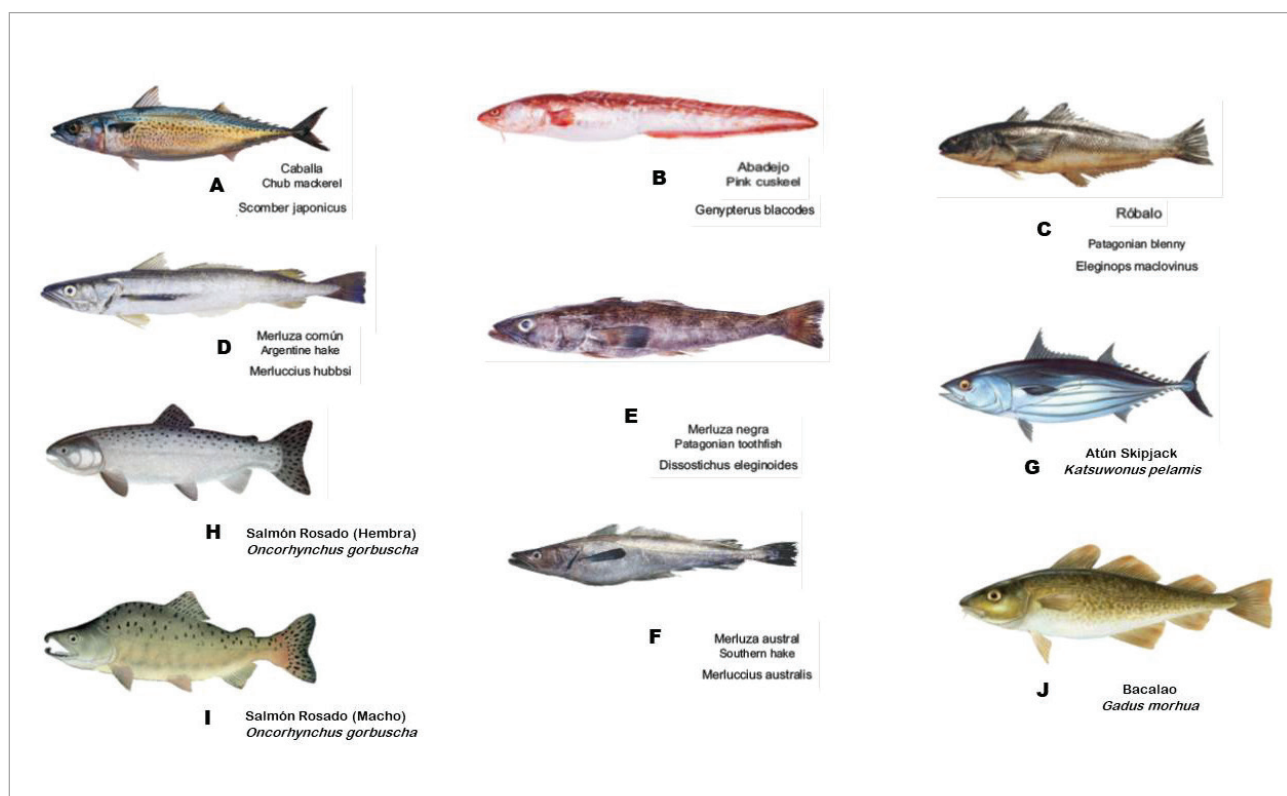 A
Caballa
Chub mackerel
Scomber japonicus
B
Abadejo
Pink cuskeel
Genypterus blacodes
C
Róbalo
Patagonian blenny
Eleginops maclovinus
D
Merluza común
Argentine hake
Merluccius hubbsi
E
Merluza negra
Patagonian toothfish
Dissostichus eleginoides
G
Atún Skipjack
Katsuwonus pelamis
H
Salmón Rosado (Hembra)
Oncorhynchus gorbuscha
F
Merluza austral
Southern hake
Merluccius australis
I
Salmón Rosado (Macho)
Oncorhynchus gorbuscha
J
Bacalao
Gadus morhua